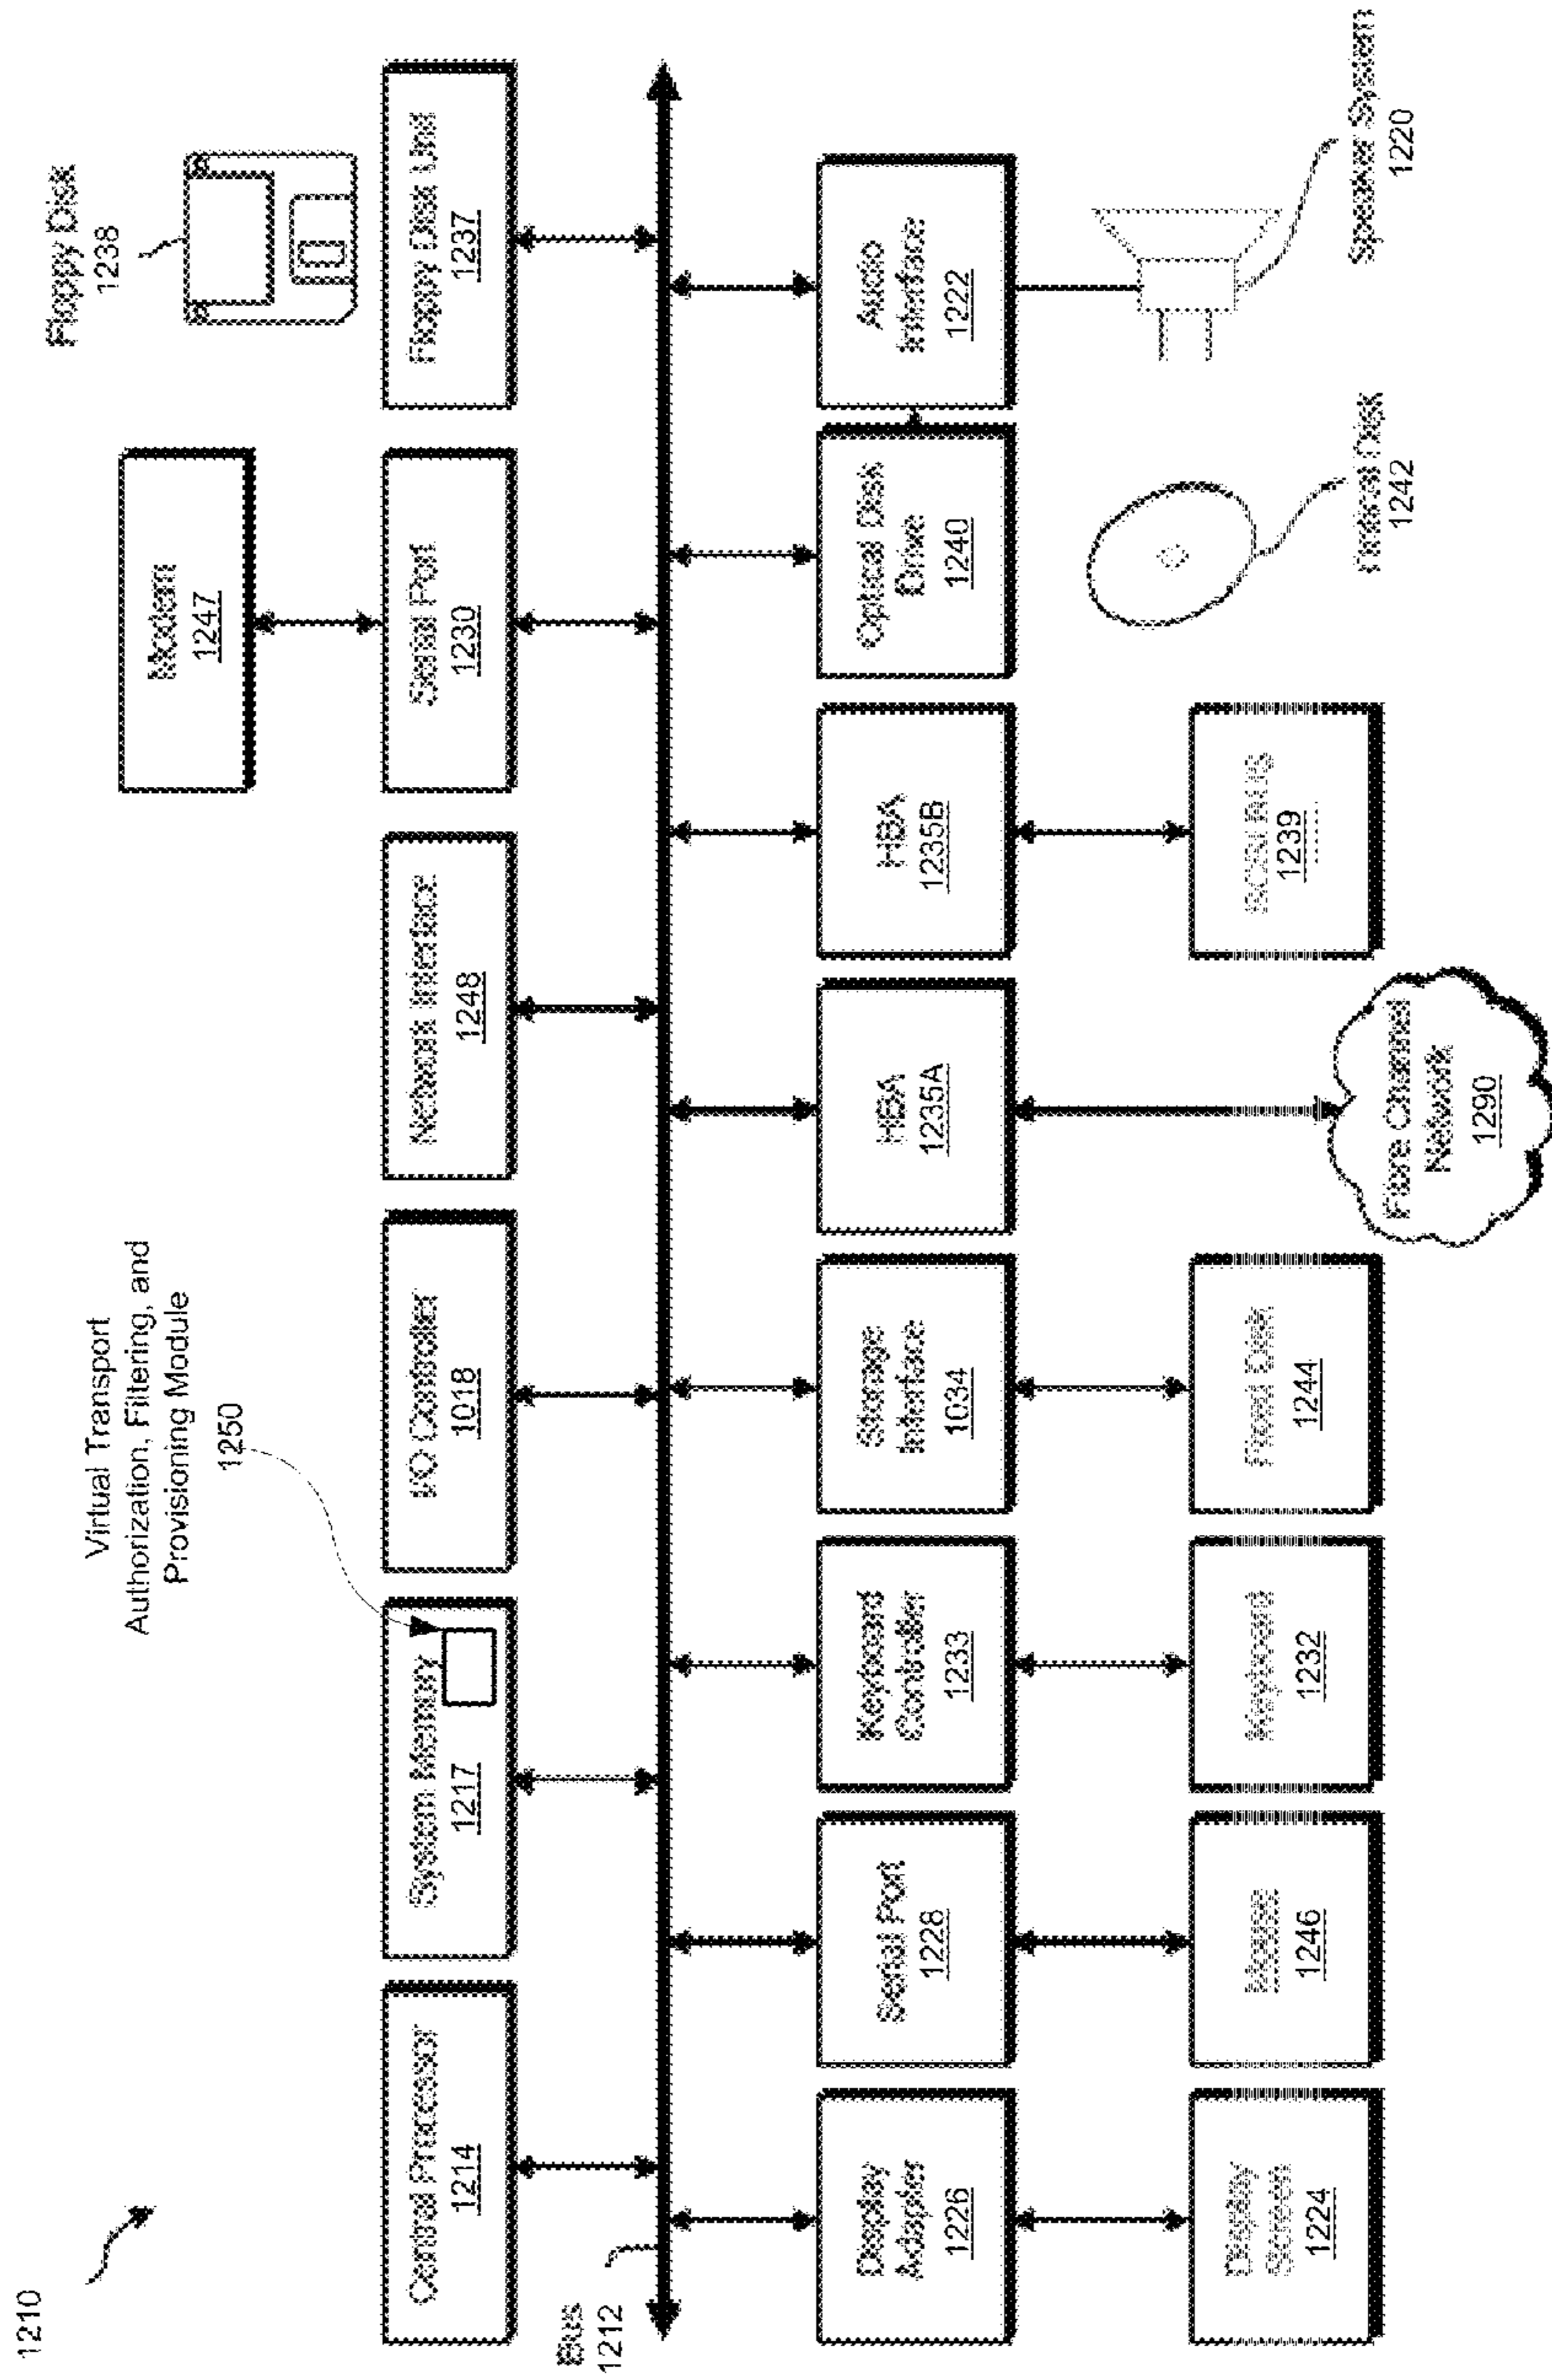 1210
Virtual Transport
Authorization, Filtering, and
Provisioning Module
1250
Modem
1247
Floppy Disk
1238
Central Processor
1214
System Memory
1217
I/O Controller
1018
Network Interface
1248
Serial Port
1230
Floppy Disk Unit
1237
Bus
1212
Display
Adapter
1226
Serial Port
1228
Keyboard
Controller
1233
Storage
Interface
1034
HBA
1235A
HBA
1235B
Optical Disk
Drive
1240
Audio
Interface
1222
Display
Screen
1224
Mouse
1246
Keyboard
1232
Fixed Disk
1244
Fibre Channel
Network
1290
SCSI BUS
1239
Optical Disk
1242
Speaker System
1220